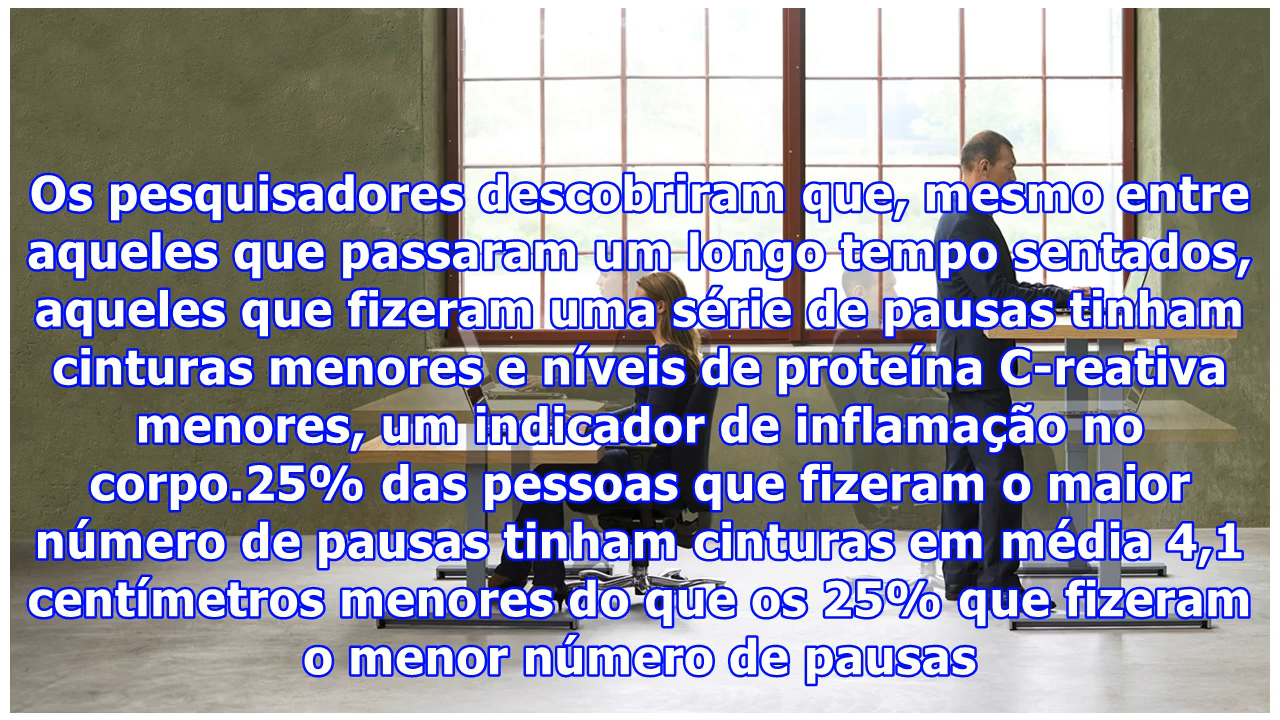 Os pesquisadores descobriram que, mesmo entre
aqueles que passaram um longo tempo sentados,
aqueles que fizeram uma série de pausas tinham
cinturas menores e níveis de proteína C-reativa
menores, um indicador de inflamação no
corpo.25% das pessoas que fizeram o maior
número de pausas tinham cinturas em média 4,1
centímetros menores do que os 25% que fizeram
o menor número de pausas